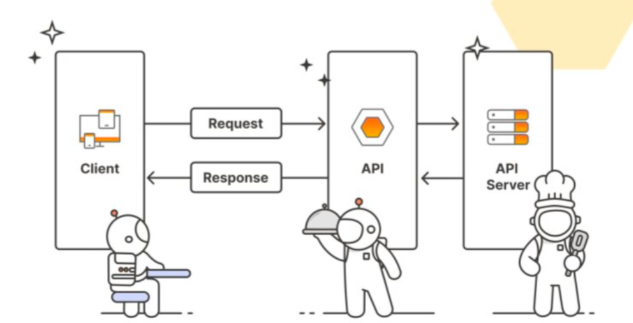 Request
Client
API
API
Server
Response